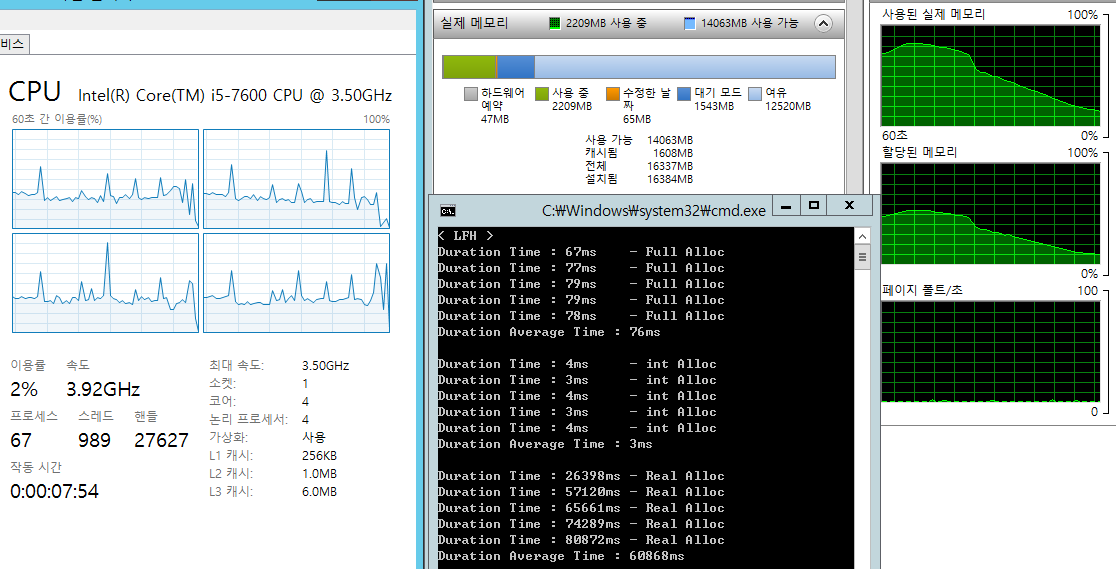 비스
CPU Intel(R) Core(TM) i5-7600 CPU @ 3.50GHz
60초 간 이용률(%) 100%
이용률 속도
2% 3.92GHz
프로세스 스레드 핸들
67 989 27627
작동 시간
0:00:07:54
최대 속도: 3.50GHz
소켓: 1
코어: 4
논리 프로세서: 4
가상화: 사용
L1 캐시: 256KB
L2 캐시: 1.0MB
L3 캐시: 6.0MB
실제 메모리 2209MB 사용 중 14063MB 사용 가능
하드웨어 예약 47MB
사용 중 2209MB
수정한 날짜 65MB
대기 모드 1543MB
여유 12520MB
사용 가능 14063MB
캐시됨 1608MB
전체 16337MB
설치됨 16384MB
C:\Windows\system32\cmd.exe
< LFH >
Duration Time : 67ms - Full Alloc
Duration Time : 77ms - Full Alloc
Duration Time : 79ms - Full Alloc
Duration Time : 79ms - Full Alloc
Duration Time : 78ms - Full Alloc
Duration Average Time : 76ms
Duration Time : 4ms - int Alloc
Duration Time : 3ms - int Alloc
Duration Time : 4ms - int Alloc
Duration Time : 3ms - int Alloc
Duration Time : 4ms - int Alloc
Duration Average Time : 3ms
Duration Time : 26398ms - Real Alloc
Duration Time : 57120ms - Real Alloc
Duration Time : 65661ms - Real Alloc
Duration Time : 74289ms - Real Alloc
Duration Time : 80872ms - Real Alloc
Duration Average Time : 60868ms
사용된 실제 메모리 100%
60초 0%
할당된 메모리 100%
0%
페이지 폴트/초 100
0